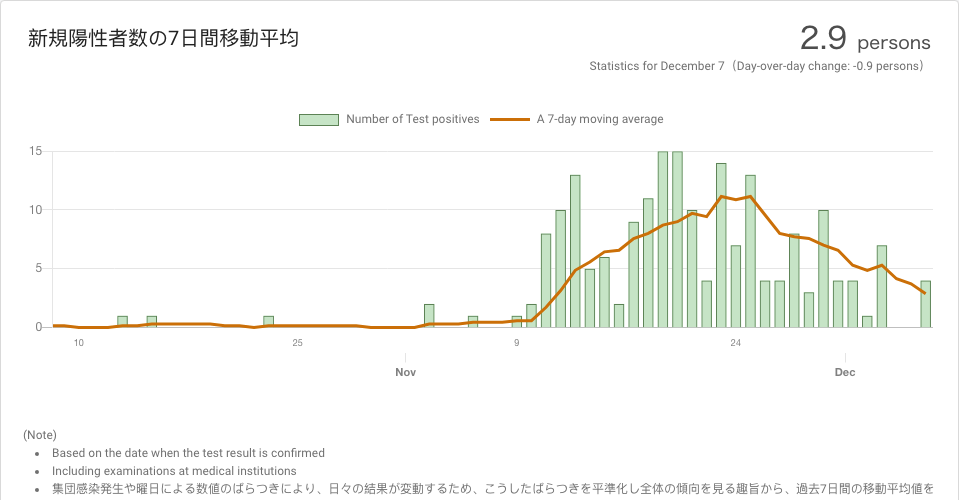 新規陽性者数の7日間移動平均
2.9 persons
Statistics for December 7（Day-over-day change: -0.9 persons）
Number of Test positives
A 7-day moving average
15
10
5
0
10
25
9
24
Nov
Dec
(Note)
• Based on the date when the test result is confirmed
• Including examinations at medical institutions
• 集団感染発生や曜日による数値のばらつきにより、日々の結果が変動するため、こうしたばらつきを平準化し全体の傾向を見る趣旨から、過去7日間の移動平均値を